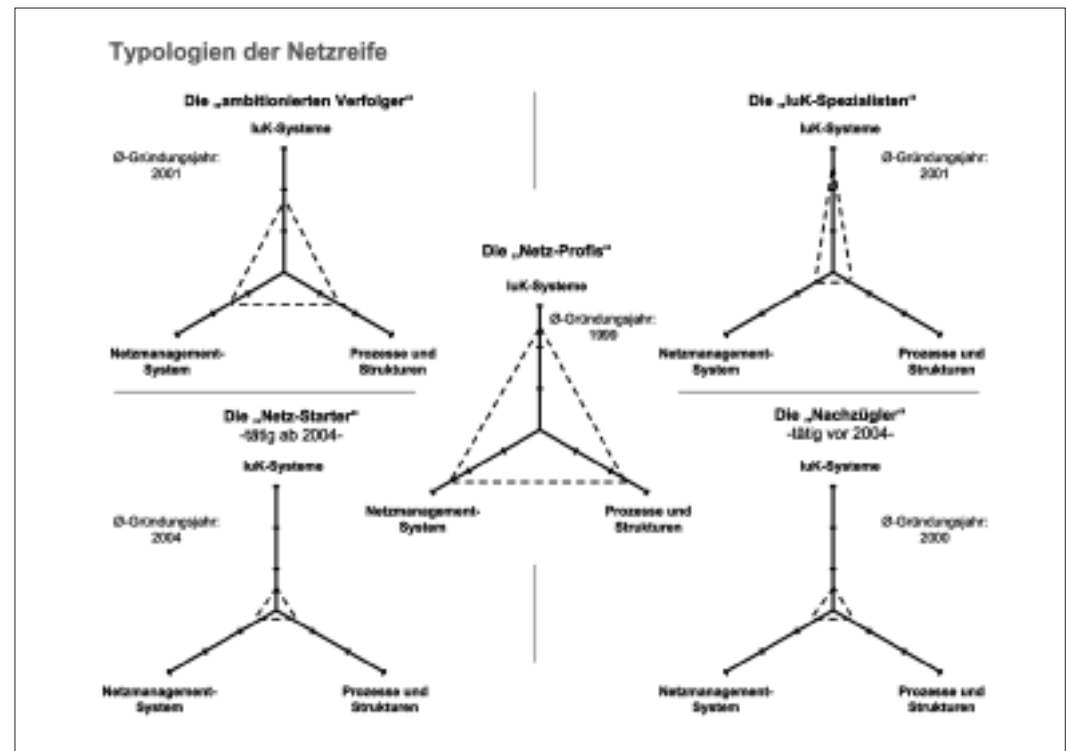 Typologien der Netzreife
Die „ambitionierten Verfolger“
IuK-Systeme
Ø-Gründungsjahr:
2001
Netzmanagement-
System
Prozesse und
Strukturen
Die „IuK-Spezialisten“
IuK-Systeme
Ø-Gründungsjahr:
2001
Netzmanagement-
System
Prozesse und
Strukturen
Die „Netz-Profis“
IuK-Systeme
Ø-Gründungsjahr:
1999
Netzmanagement-
System
Prozesse und
Strukturen
Die „Netz-Starter“
-tätig ab 2004-
IuK-Systeme
Ø-Gründungsjahr:
2004
Netzmanagement-
System
Prozesse und
Strukturen
Die „Nachzügler“
-tätig vor 2004-
IuK-Systeme
Ø-Gründungsjahr:
2000
Netzmanagement-
System
Prozesse und
Strukturen